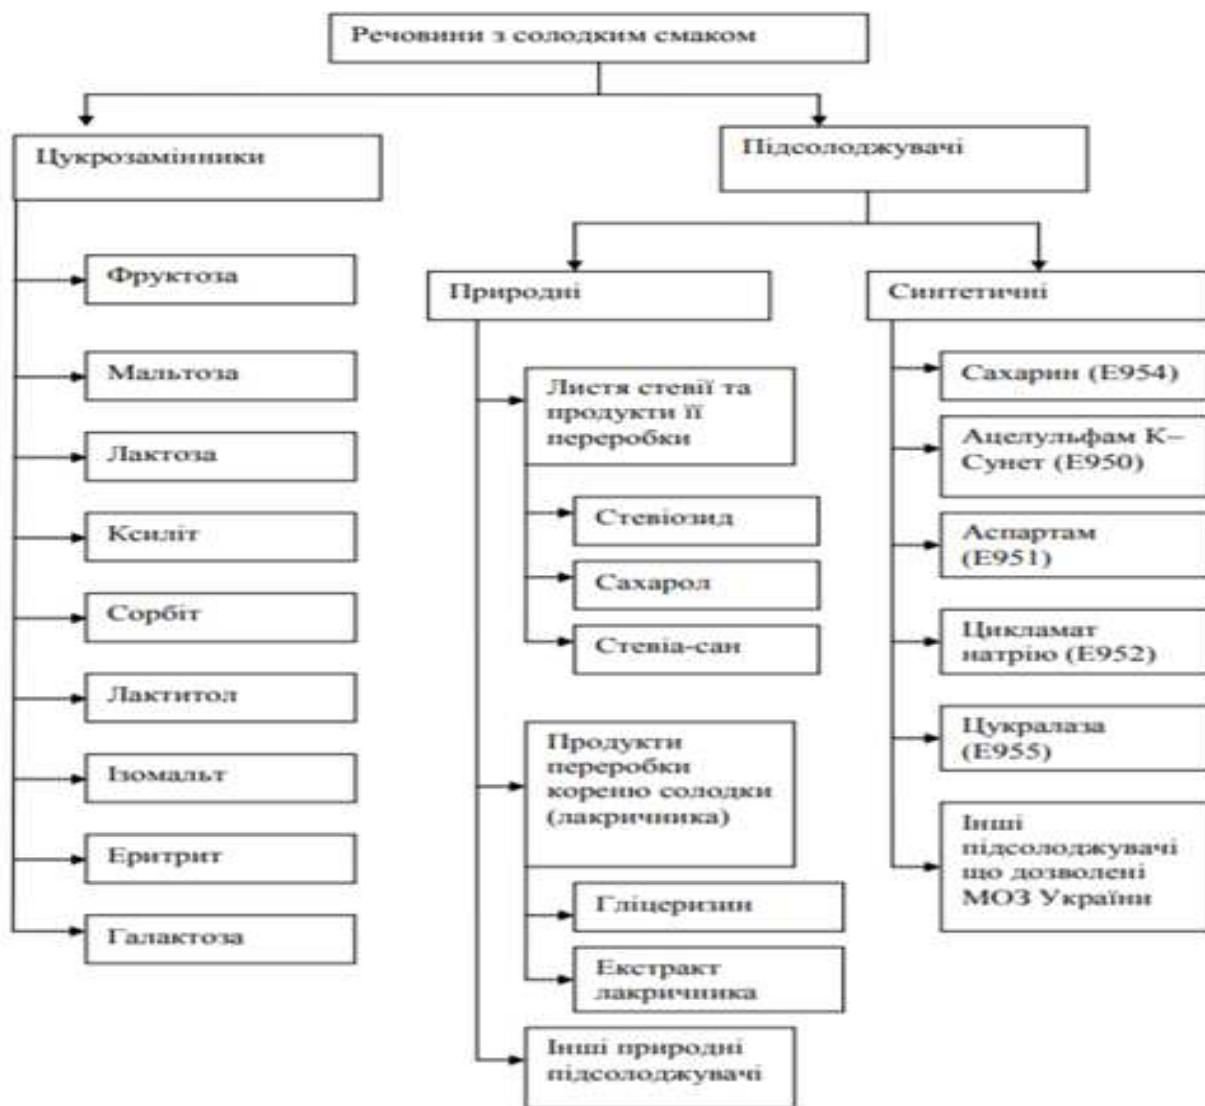 Речовини з солодким смаком
Цукрозамінники
Підсолоджувачі
Фруктоза
Мальтоза
Лактоза
Ксиліт
Сорбіт
Лактитол
Ізомальт
Еритрит
Галактоза
Природні
Листя стевії та
продукти її
переробки
Стевіозид
Сахарол
Стевіа-сан
Продукти
переробки
кореню солодки
(лакричника)
Гліцеризин
Екстракт
лакричника
Інші природні
підсолоджувачі
Синтетичні
Сахарин (Е954)
Ацелульфам К–
Сунет (Е950)
Аспартам
(Е951)
Цикламат
натрію (Е952)
Цукралаза
(Е955)
Інші
підсолоджувачі
що дозволені
МОЗ України